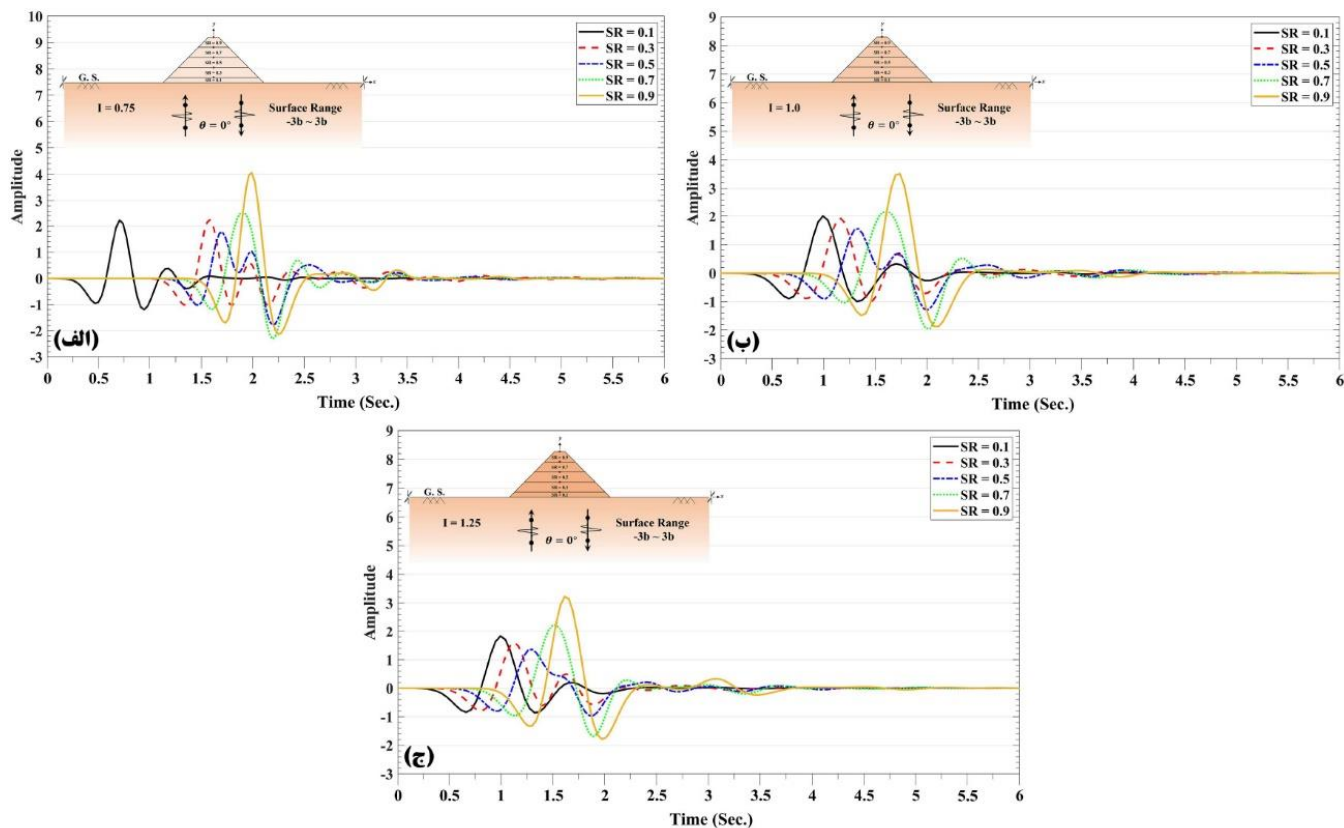 10
9
8
7
6
5
4
3
2
1
0
-1
-2
-3
Amplitude
G. S.
I = 0.75
θ = 0°
Surface Range
-3b ~ 3b
SR = 0.1
SR = 0.3
SR = 0.5
SR = 0.7
SR = 0.9
(الف)
0 0.5 1 1.5 2 2.5 3 3.5 4 4.5 5 5.5 6
Time (Sec.)
9
8
7
6
5
4
3
2
1
0
-1
-2
-3
Amplitude
G. S.
I = 1.0
θ = 0°
Surface Range
-3b ~ 3b
SR = 0.1
SR = 0.3
SR = 0.5
SR = 0.7
SR = 0.9
(ب)
0 0.5 1 1.5 2 2.5 3 3.5 4 4.5 5 5.5 6
Time (Sec.)
9
8
7
6
5
4
3
2
1
0
-1
-2
-3
Amplitude
G. S.
I = 1.25
θ = 0°
Surface Range
-3b ~ 3b
SR = 0.1
SR = 0.3
SR = 0.5
SR = 0.7
SR = 0.9
(ج)
0 0.5 1 1.5 2 2.5 3 3.5 4 4.5 5 5.5 6
Time (Sec.)